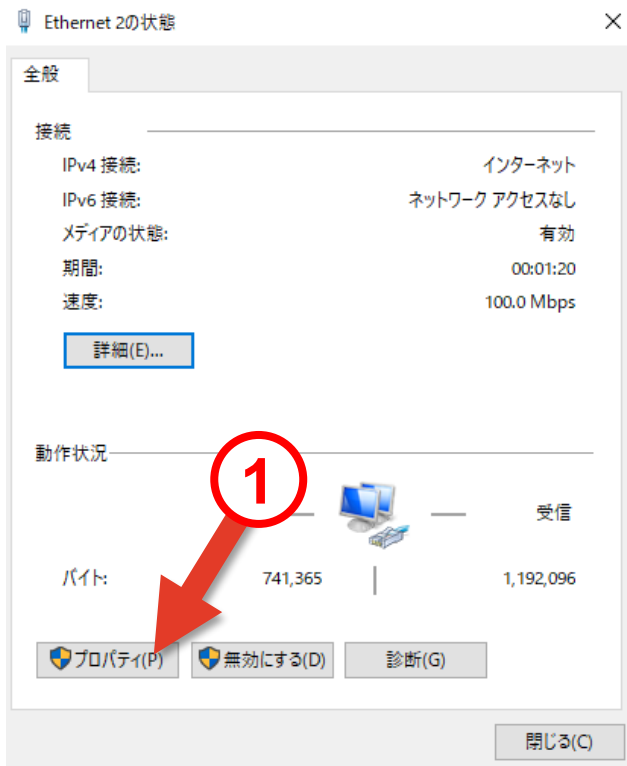 Ethernet 2の状態
全般
接続
IPv4 接続: インターネット
IPv6 接続: ネットワーク アクセスなし
メディアの状態: 有効
期間: 00:01:20
速度: 100.0 Mbps
詳細(E)...
動作状況
1
受信
バイト: 741,365 1,192,096
プロパティ(P) 無効にする(D) 診断(G)
閉じる(C)